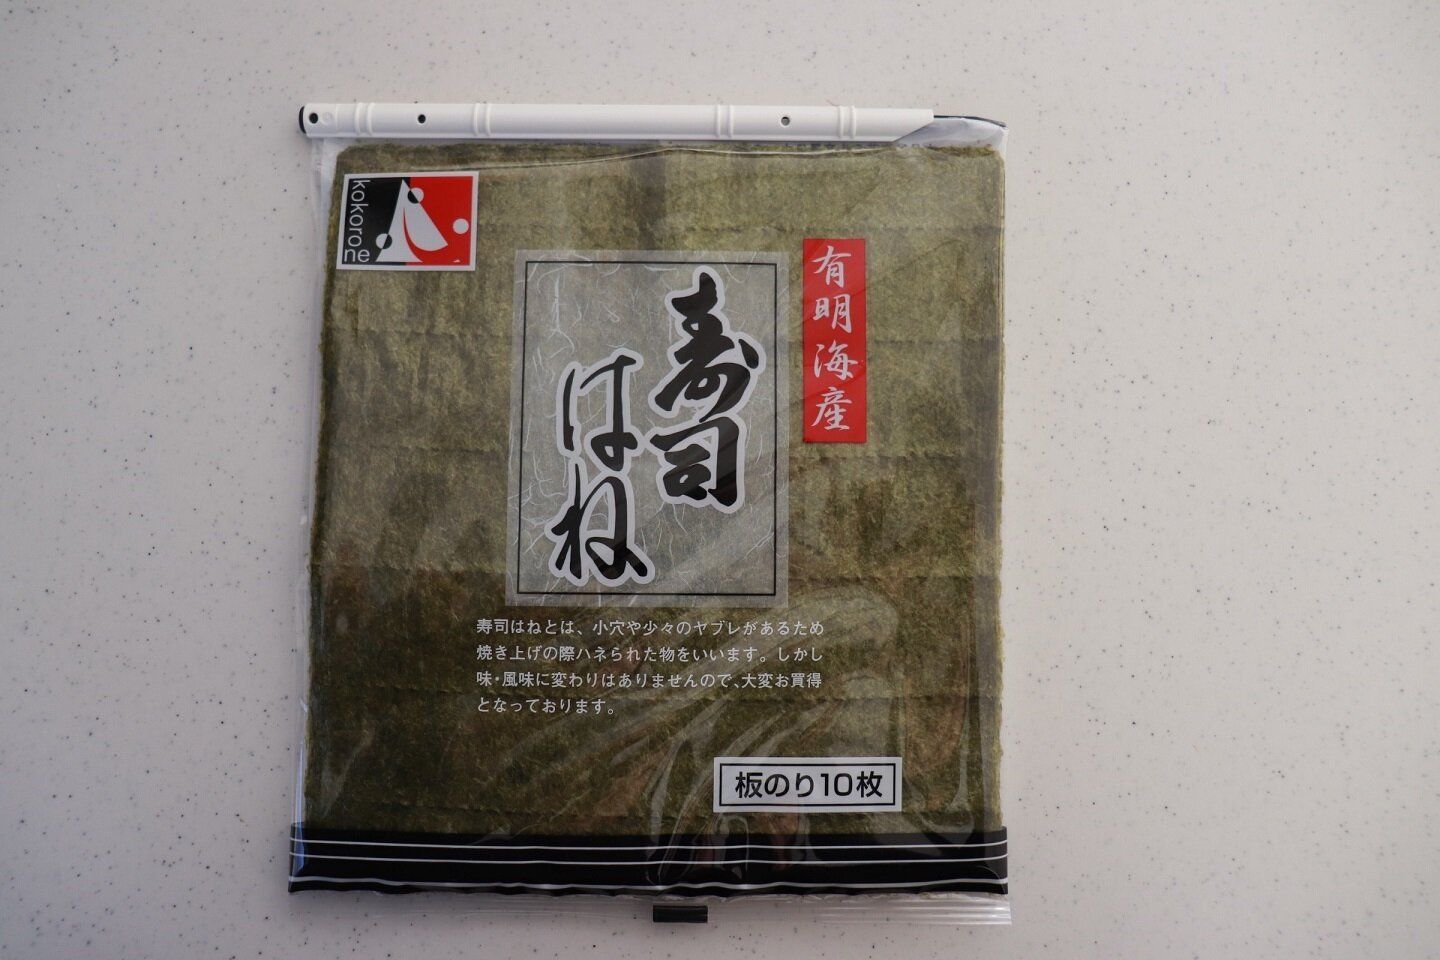 kokorone
有明海産
寿司
はね
寿司はねとは、小穴や少々のヤブレがあるため
焼き上げの際ハネられた物をいいます。しかし
味・風味に変わりはありませんので、大変お買得
となっております。
板のり10枚